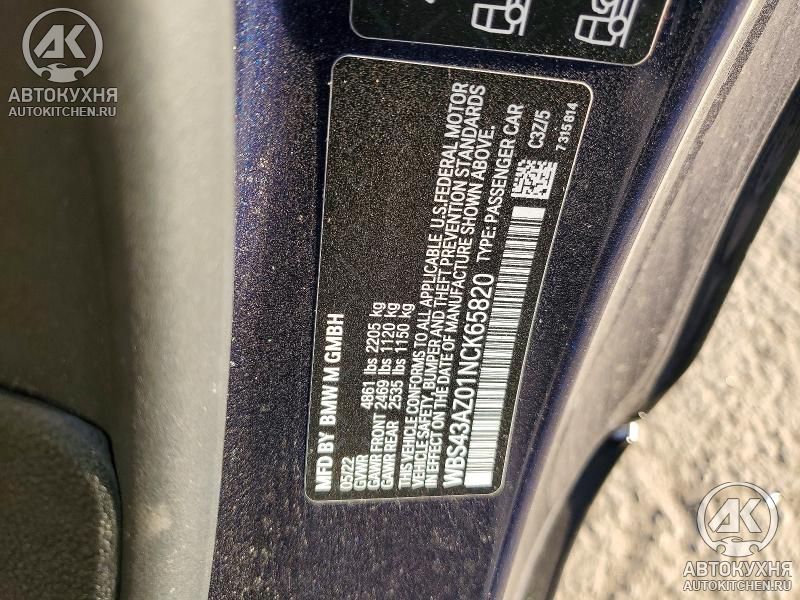 АВТОКУХНЯ
AUTOKITCHEN.RU
MFD BY BMW M GMBH
05/22
GVWR 4861 lbs 2205 kg
GAWR FRONT 2469 lbs 1120 kg
GAWR REAR 2535 lbs 1150 kg
THIS VEHICLE CONFORMS TO ALL APPLICABLE U.S. FEDERAL MOTOR
VEHICLE SAFETY, BUMPER AND THEFT PREVENTION STANDARDS
IN EFFECT ON THE DATE OF MANUFACTURE SHOWN ABOVE.
WBS43AZ01NCK65820 TYPE: PASSENGER CAR
C3Z/5
7 315 814
АВТОКУХНЯ
AUTOKITCHEN.RU